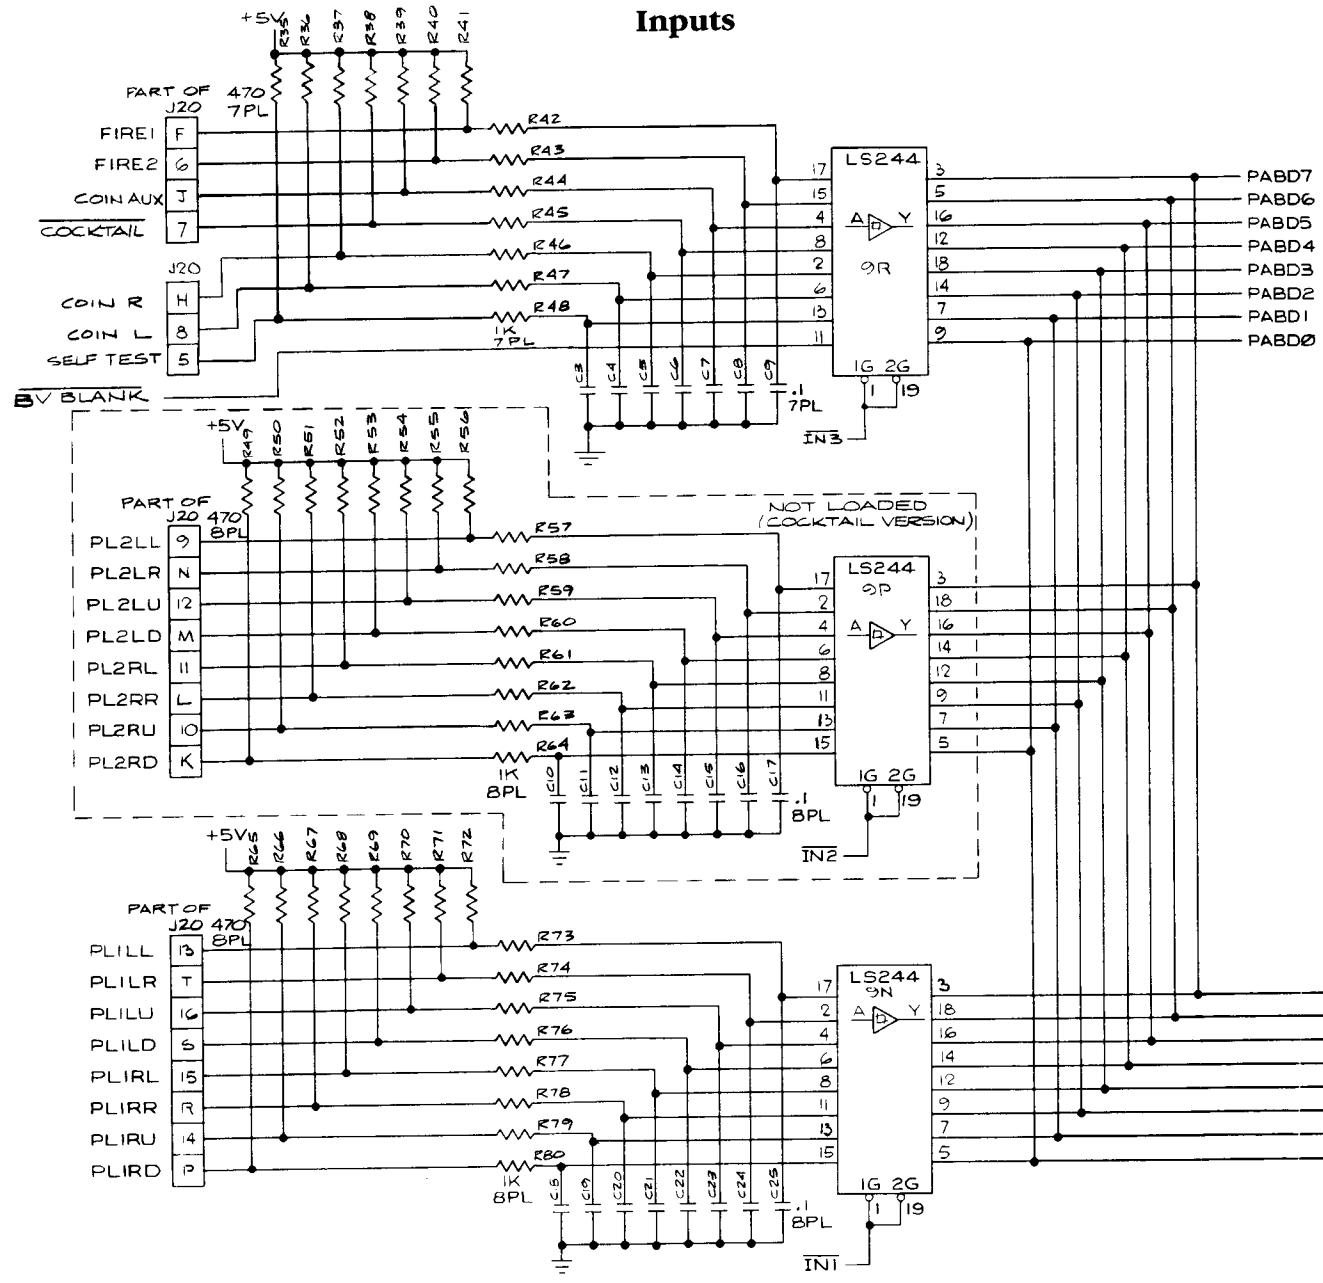 Inputs
+5V R35 R36 R37 R38 R39 R40 R41
PART OF J20
470 7PL
FIRE1 F R42
FIRE2 6 R43
COIN AUX J R44
COCKTAIL 7 R45
J20
R46
COIN R H R47
COIN L 8 R48
SELF TEST 5
1K 7PL
BV BLANK
C3 C4 C5 C6 C7 C8 C9
.1 7PL
LS244
A Y
9R
17 15 4 8 2 6 13 11
3 5 16 12 18 14 7 9
1G 2G
1 19
IN3
PABD7
PABD6
PABD5
PABD4
PABD3
PABD2
PABD1
PABD0
+5V R49 R50 R51 R52 R53 R54 R55 R56
NOT LOADED
(COCKTAIL VERSION)
PART OF J20
470 8PL
PL2LL 9 R57
PL2LR N R58
PL2LU 12 R59
PL2LD M R60
PL2RL 11 R61
PL2RR L R62
PL2RU 10 R63
PL2RD K R64
1K 8PL
C10 C11 C12 C13 C14 C15 C16 C17
.1 8PL
LS244
9P
A Y
17 2 4 6 8 11 13 15
3 18 16 14 12 9 7 5
1G 2G
1 19
IN2
+5V R65 R66 R67 R68 R69 R70 R71 R72
PART OF J20
470 8PL
PL1LL 13 R73
PL1LR T R74
PL1LU 16 R75
PL1LD S R76
PL1RL 15 R77
PL1RR R R78
PL1RU 14 R79
PL1RD P R80
1K 8PL
C18 C19 C20 C21 C22 C23 C24 C25
.1 8PL
LS244
9N
A Y
17 2 4 6 8 11 13 15
3 18 16 14 12 9 7 5
1G 2G
1 19
IN1